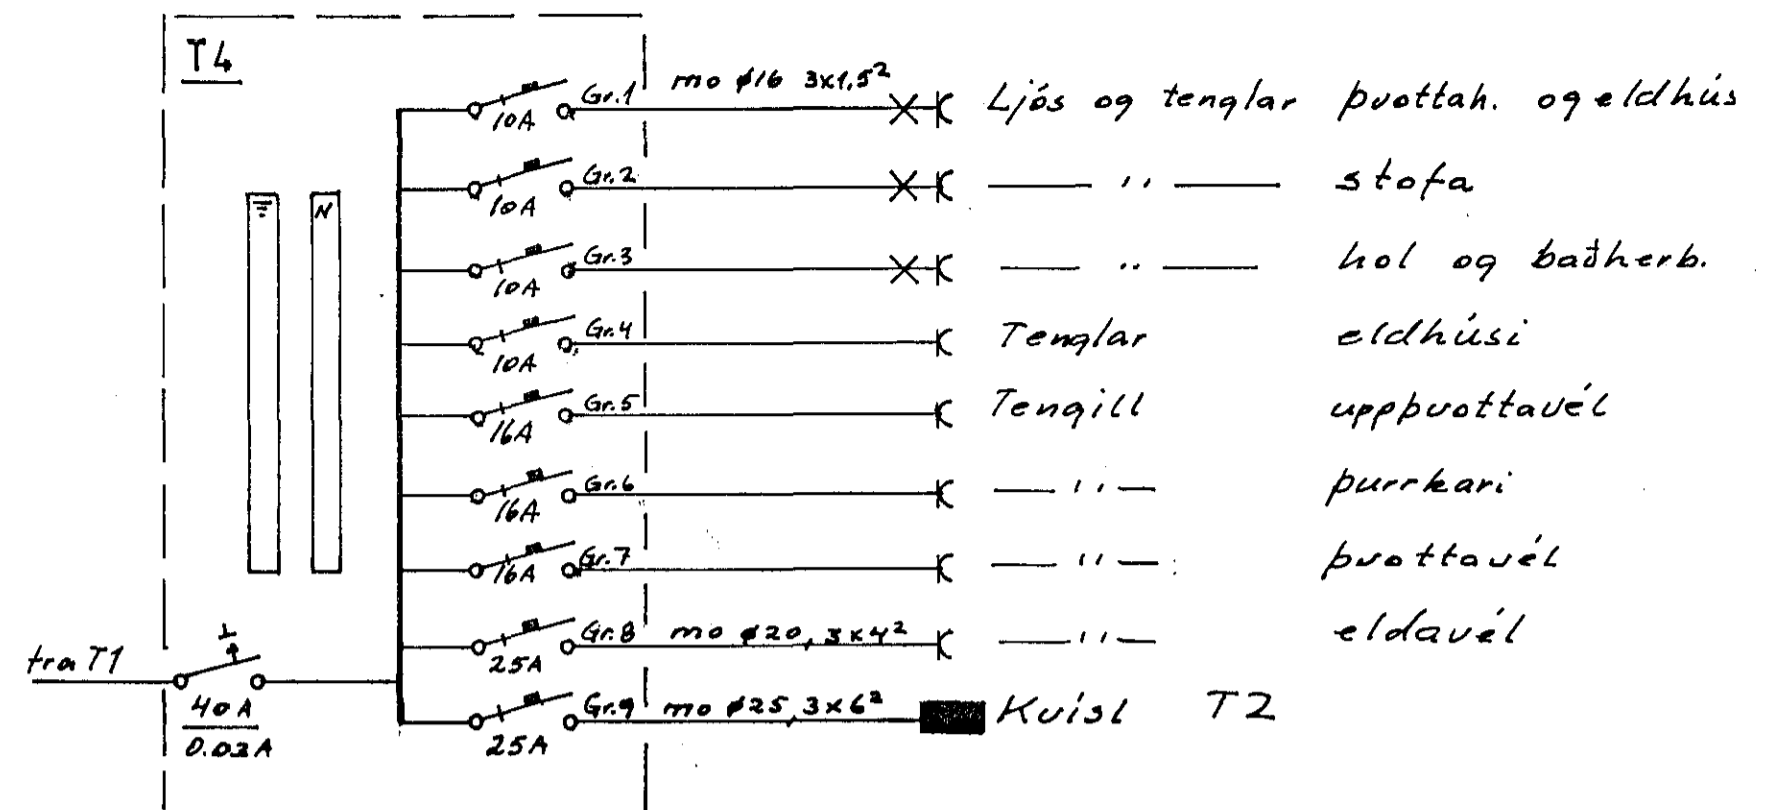 T4
Gr.1 mo ø16 3x1,5² Ljós og tenglar þvottah. og eldhús
10A
Gr.2 —— '' —— stofa
10A
Gr.3 —— '' —— hol og baðherb.
10A
N
Gr.4 Tenglar eldhúsi
10A
Gr.5 Tengill uppþvottavél
16A
Gr.6 — '' — þurrkari
16A
Gr.7 — '' — þvottavél
16A
Gr.8 mo ø20, 3x4² — '' — eldavél
25A
frá T1
40A
0.03A
Gr.9 mo ø25, 3x6² Kvísl T2
25A